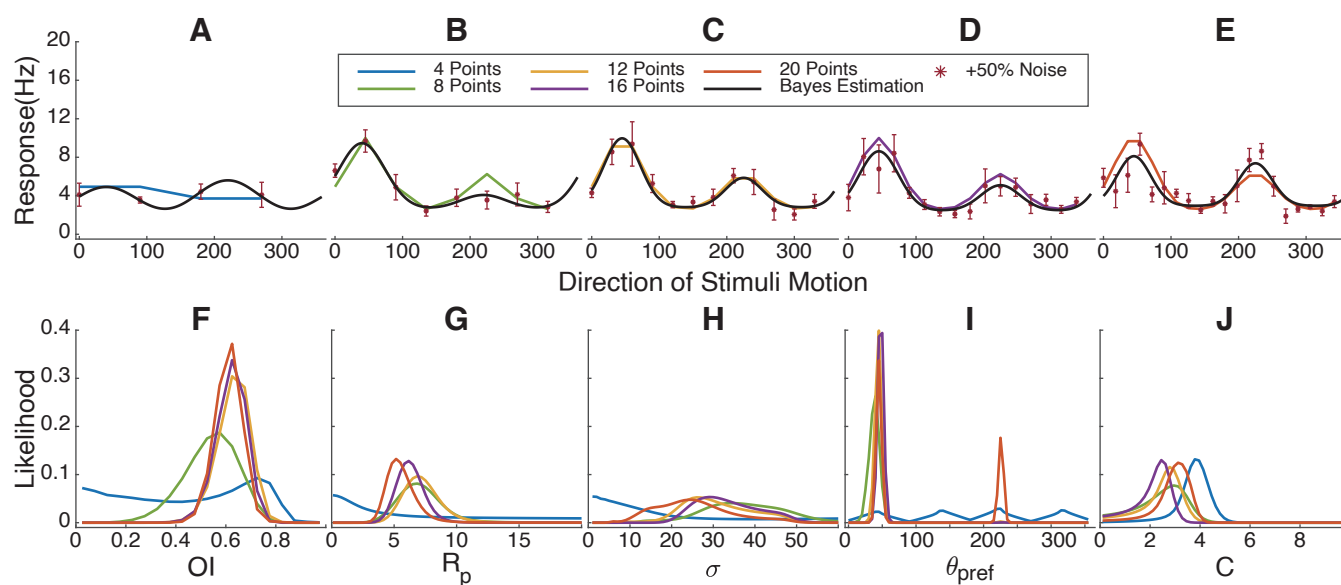 A B C D E
4 Points 12 Points 20 Points +50% Noise
8 Points 16 Points Bayes Estimation
Response(Hz)
20
16
12
8
4
0
0 100 200 300 0 100 200 300 0 100 200 300 0 100 200 300 0 100 200 300
Direction of Stimuli Motion
F G H I J
Likelihood
0.4
0.3
0.2
0.1
0
0.2 0.4 0.6 0.8 0 5 10 15 0 10 20 30 40 50 0 100 200 300 0 2 4 6 8
OI R_p σ θ_pref C